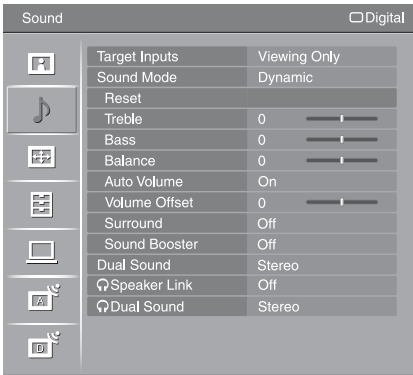 Sound Digital
Target Inputs Viewing Only
Sound Mode Dynamic
Reset
Treble 0
Bass 0
Balance 0
Auto Volume On
Volume Offset 0
Surround Off
Sound Booster Off
Dual Sound Stereo
Speaker Link Off
Dual Sound Stereo
A
D